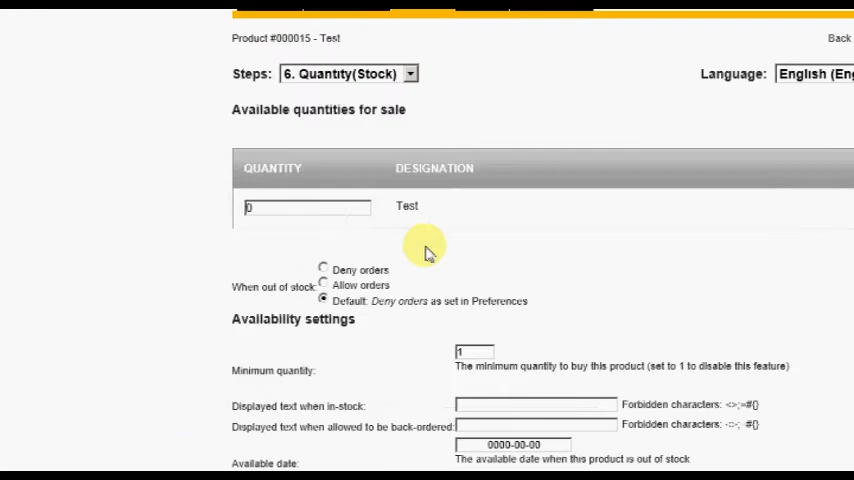 Product #000015 - Test
Back
Steps: 6. Quantity(Stock)
Language: English (Eng
Available quantities for sale
QUANTITY DESIGNATION
0 Test
Deny orders
Allow orders
When out of stock:
Default: Deny orders as set in Preferences
Availability settings
1
The minimum quantity to buy this product (set to 1 to disable this feature)
Minimum quantity:
Displayed text when in-stock: Forbidden characters: <>;=#{}
Displayed text when allowed to be back-ordered: Forbidden characters:
0000-00-00
The available date when this product is out of stock
Available date: